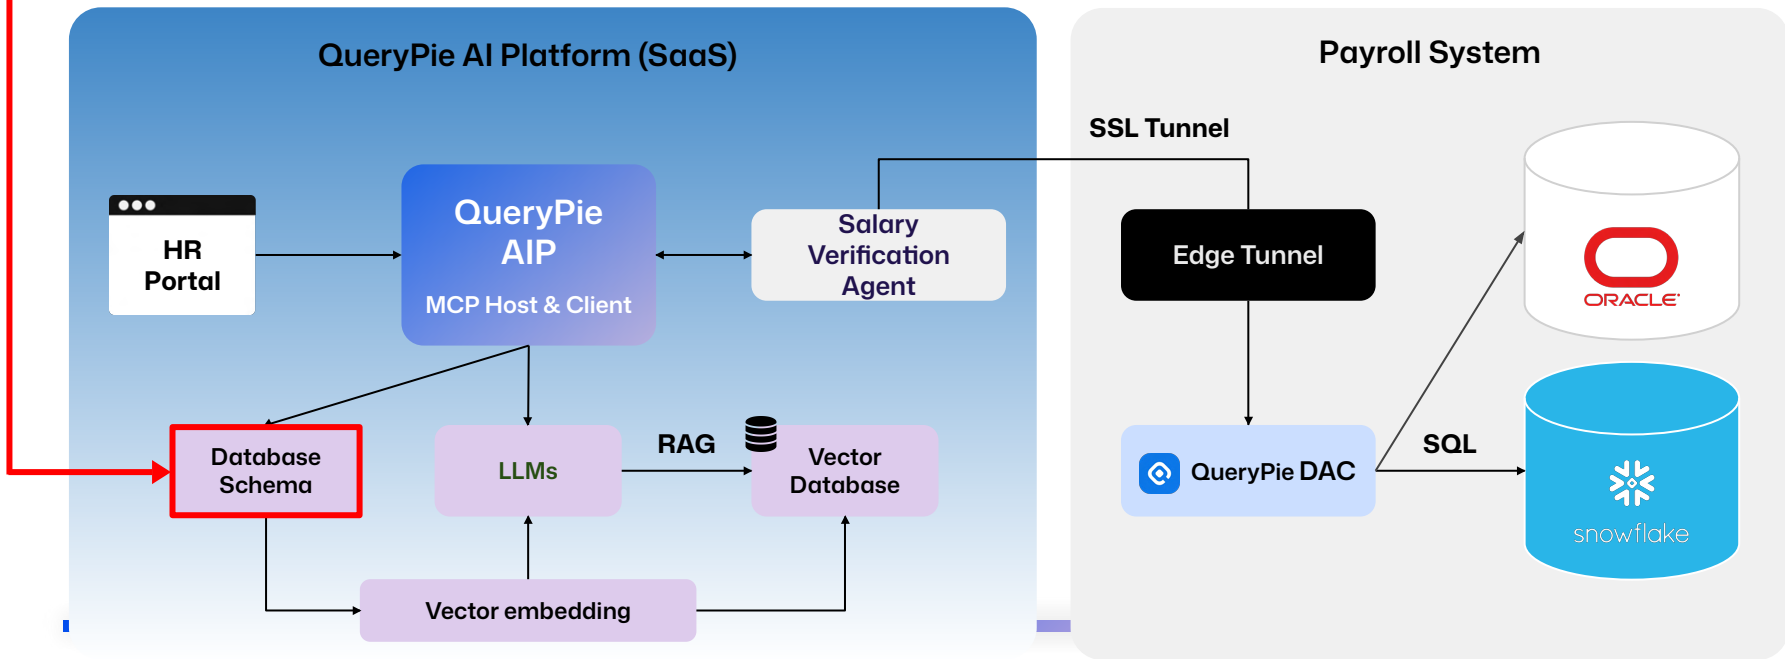 QueryPie AI Platform (SaaS)
Payroll System
SSL Tunnel
HR
Portal
QueryPie
AIP
MCP Host & Client
Salary
Verification
Agent
Edge Tunnel
ORACLE
Database
Schema
LLMs
RAG
Vector
Database
QueryPie DAC
SQL
snowflake
Vector embedding